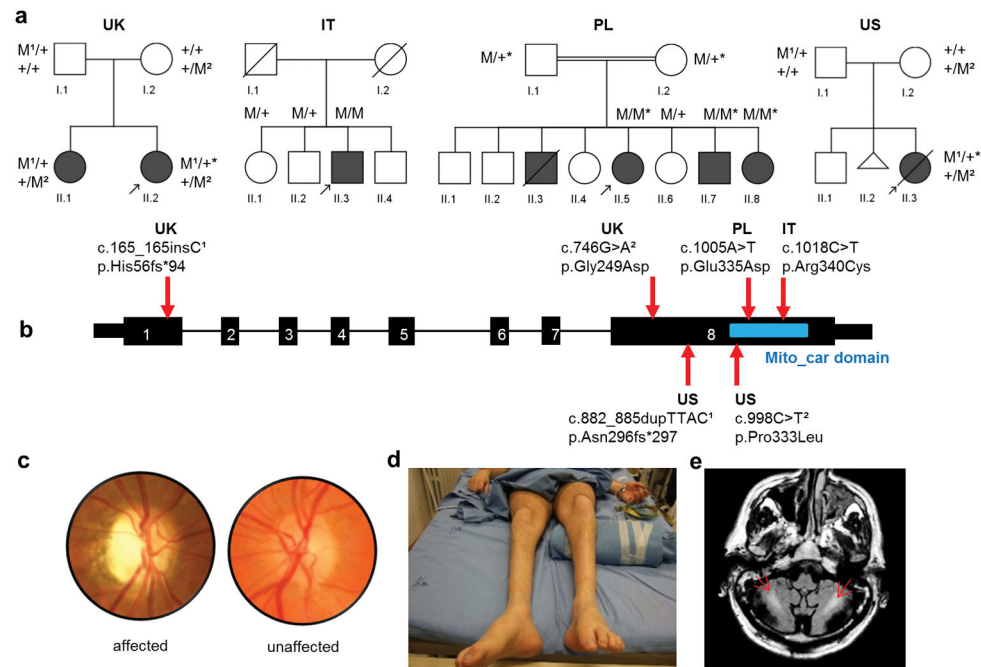 a
UK
IT
PL
US
M¹/+
+/+
+/+
+/M²
I.1
I.2
M¹/+
+/M²
M¹/+*
+/M²
II.1
II.2
I.1
I.2
M/+
M/+
M/M
II.1
II.2
II.3
II.4
M/+*
M/+*
I.1
I.2
M/M*
M/+
M/M*
M/M*
II.1
II.2
II.3
II.4
II.5
II.6
II.7
II.8
M¹/+
+/+
+/+
+/M²
I.1
I.2
M¹/+*
+/M²
II.1
II.2
II.3
UK
c.165_165insC¹
p.His56fs*94
UK
c.746G>A²
p.Gly249Asp
PL
c.1005A>T
p.Glu335Asp
IT
c.1018C>T
p.Arg340Cys
b
1
2
3
4
5
6
7
8
Mito_car domain
US
c.882_885dupTTAC¹
p.Asn296fs*297
US
c.998C>T²
p.Pro333Leu
c
affected
unaffected
d
e